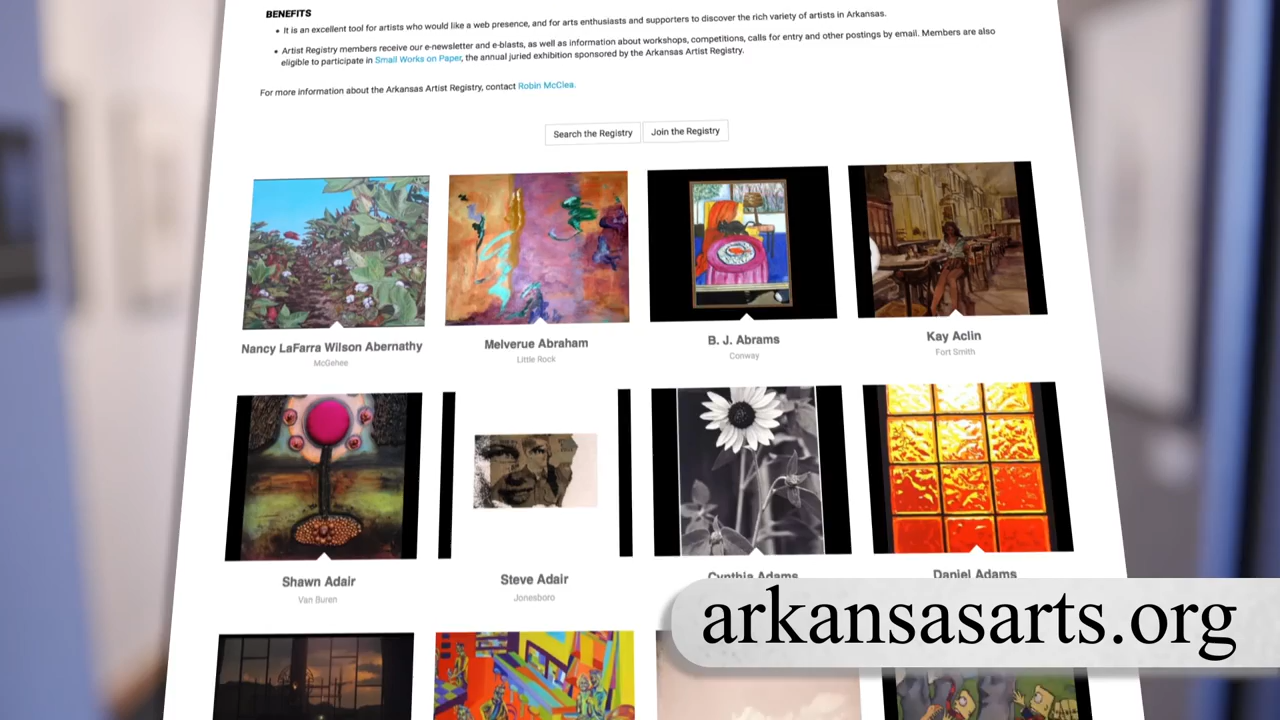 BENEFITS
• It is an excellent tool for artists who would like a web presence, and for arts enthusiasts and supporters to discover the rich variety of artists in Arkansas.
• Artist Registry members receive our e-newsletter and e-blasts, as well as information about workshops, competitions, calls for entry and other postings by email. Members are also
eligible to participate in Small Works on Paper, the annual juried exhibition sponsored by the Arkansas Artist Registry.
For more information about the Arkansas Artist Registry, contact Robin McClea.
Search the Registry Join the Registry
Nancy LaFarra Wilson Abernathy
McGehee
Melverue Abraham
Little Rock
B. J. Abrams
Conway
Kay Aclin
Fort Smith
Shawn Adair
Van Buren
Steve Adair
Jonesboro
Cynthia Adams
Daniel Adams
arkansasarts.org